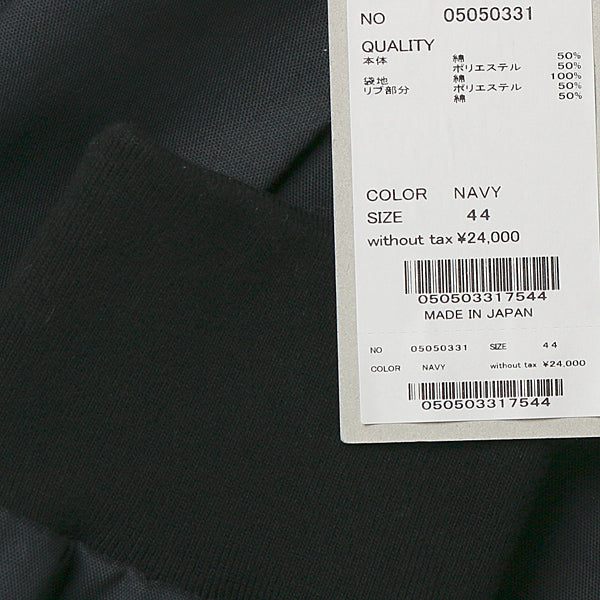 NO 05050331
QUALITY
本体 綿 50%
ポリエステル 50%
袋地 綿 100%
リブ部分 ポリエステル 50%
綿 50%
COLOR NAVY
SIZE 44
without tax ¥24,000
050503317544
MADE IN JAPAN
NO 05050331 SIZE 44
COLOR NAVY without tax ¥24,000
050503317544